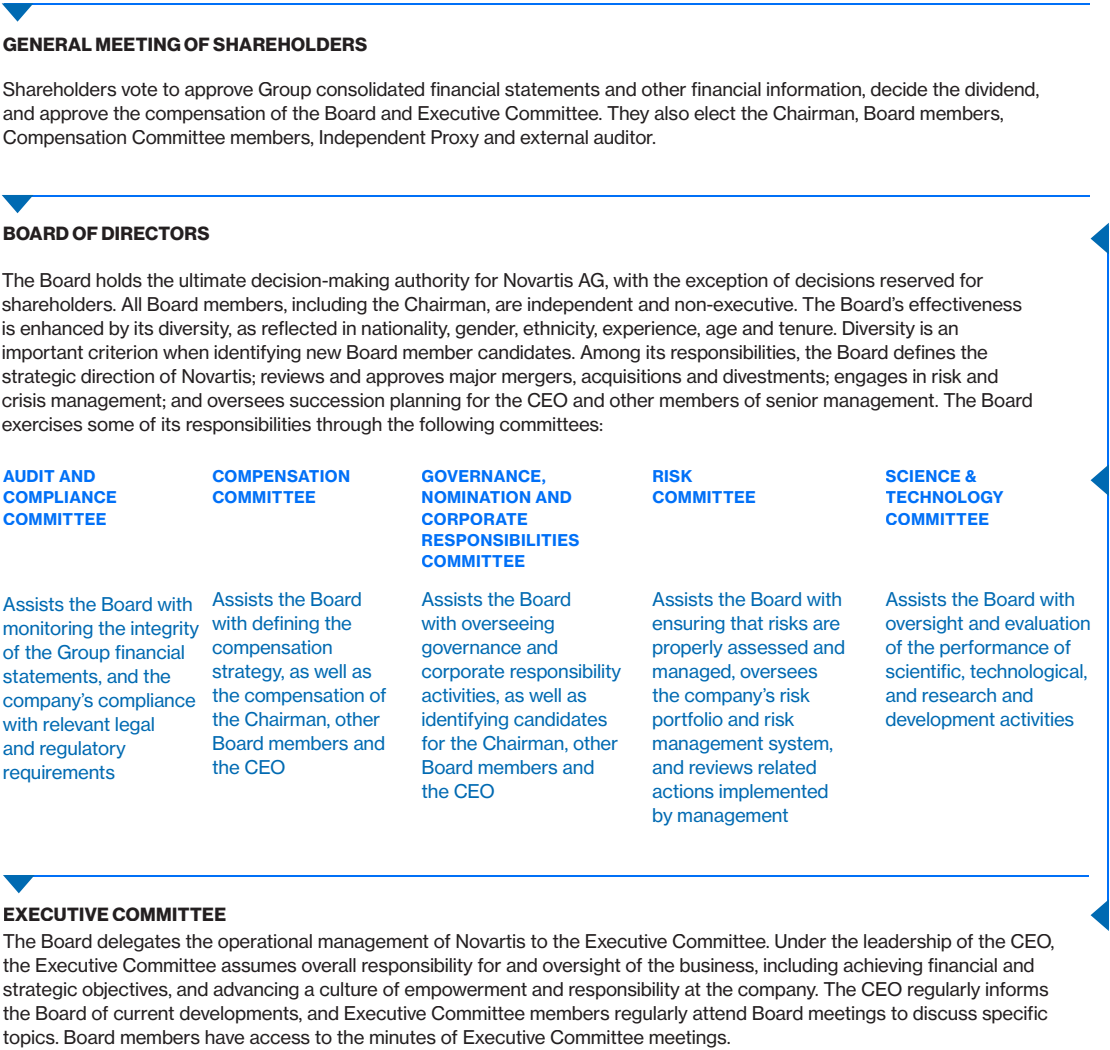 GENERAL MEETING OF SHAREHOLDERS
Shareholders vote to approve Group consolidated financial statements and other financial information, decide the dividend,
and approve the compensation of the Board and Executive Committee. They also elect the Chairman, Board members,
Compensation Committee members, Independent Proxy and external auditor.
BOARD OF DIRECTORS
The Board holds the ultimate decision-making authority for Novartis AG, with the exception of decisions reserved for
shareholders. All Board members, including the Chairman, are independent and non-executive. The Board’s effectiveness
is enhanced by its diversity, as reflected in nationality, gender, ethnicity, experience, age and tenure. Diversity is an
important criterion when identifying new Board member candidates. Among its responsibilities, the Board defines the
strategic direction of Novartis; reviews and approves major mergers, acquisitions and divestments; engages in risk and
crisis management; and oversees succession planning for the CEO and other members of senior management. The Board
exercises some of its responsibilities through the following committees:
AUDIT AND
COMPLIANCE
COMMITTEE
Assists the Board with
monitoring the integrity
of the Group financial
statements, and the
company’s compliance
with relevant legal
and regulatory
requirements
COMPENSATION
COMMITTEE
Assists the Board
with defining the
compensation
strategy, as well as
the compensation of
the Chairman, other
Board members and
the CEO
GOVERNANCE,
NOMINATION AND
CORPORATE
RESPONSIBILITIES
COMMITTEE
Assists the Board
with overseeing
governance and
corporate responsibility
activities, as well as
identifying candidates
for the Chairman, other
Board members and
the CEO
RISK
COMMITTEE
Assists the Board with
ensuring that risks are
properly assessed and
managed, oversees
the company’s risk
portfolio and risk
management system,
and reviews related
actions implemented
by management
SCIENCE &
TECHNOLOGY
COMMITTEE
Assists the Board with
oversight and evaluation
of the performance of
scientific, technological,
and research and
development activities
EXECUTIVE COMMITTEE
The Board delegates the operational management of Novartis to the Executive Committee. Under the leadership of the CEO,
the Executive Committee assumes overall responsibility for and oversight of the business, including achieving financial and
strategic objectives, and advancing a culture of empowerment and responsibility at the company. The CEO regularly informs
the Board of current developments, and Executive Committee members regularly attend Board meetings to discuss specific
topics. Board members have access to the minutes of Executive Committee meetings.